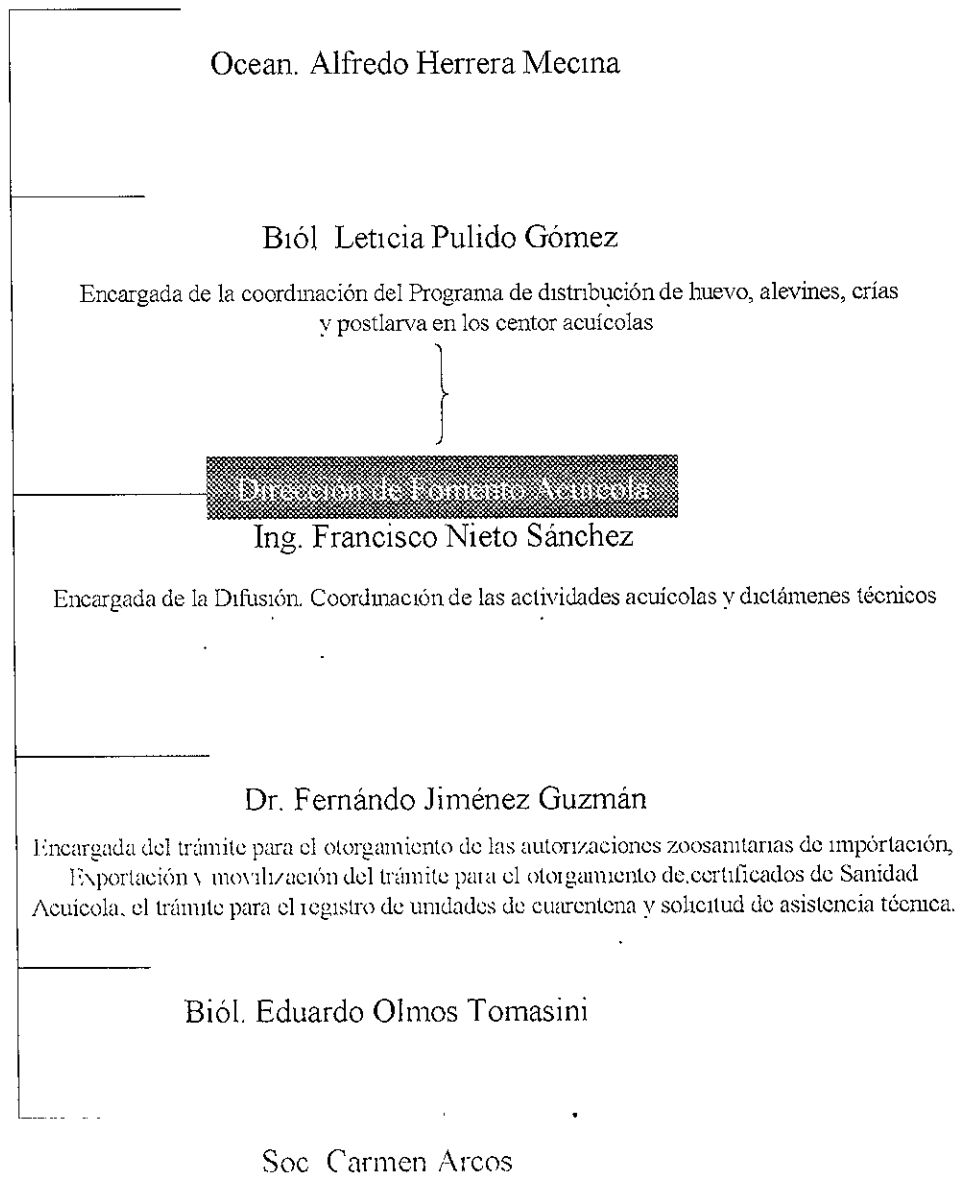 Ocean. Alfredo Herrera Mecina
Biól Leticia Pulido Gómez
Encargada de la coordinación del Programa de distribución de huevo, alevines, crías
y postlarva en los centor acuícolas
Dirección de Fomento Acuícola
Ing. Francisco Nieto Sánchez
Encargada de la Difusión. Coordinación de las actividades acuícolas y dictámenes técnicos
Dr. Fernándo Jiménez Guzmán
Encargada del trámite para el otorgamiento de las autorizaciones zoosanitarias de impórtación,
Exportación y movilización del trámite para el otorgamiento de certificados de Sanidad
Acuícola, el trámite para el registro de unidades de cuarentena y solicitud de asistencia técnica.
Biól. Eduardo Olmos Tomasini
Soc Carmen Arcos